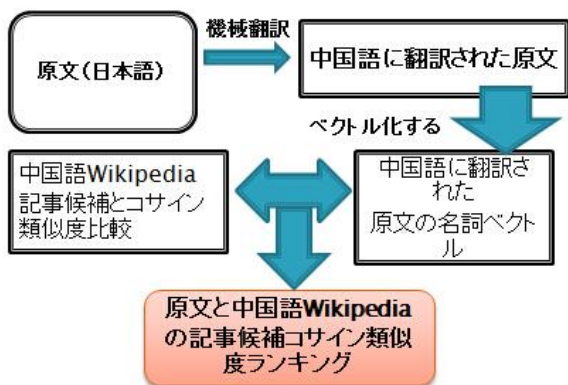 機械翻訳
原文(日本語)
中国語に翻訳された原文
ベクトル化する
中国語Wikipedia
記事候補とコサイン
類似度比較
中国語に翻訳さ
れた
原文の名詞ベクト
ル
原文と中国語Wikipedia
の記事候補コサイン類似
度ランキング